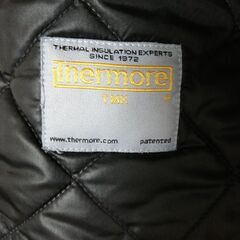 THERMAL INSULATION EXPERTS
SINCE 1972
thermore
www.thermore.com patented